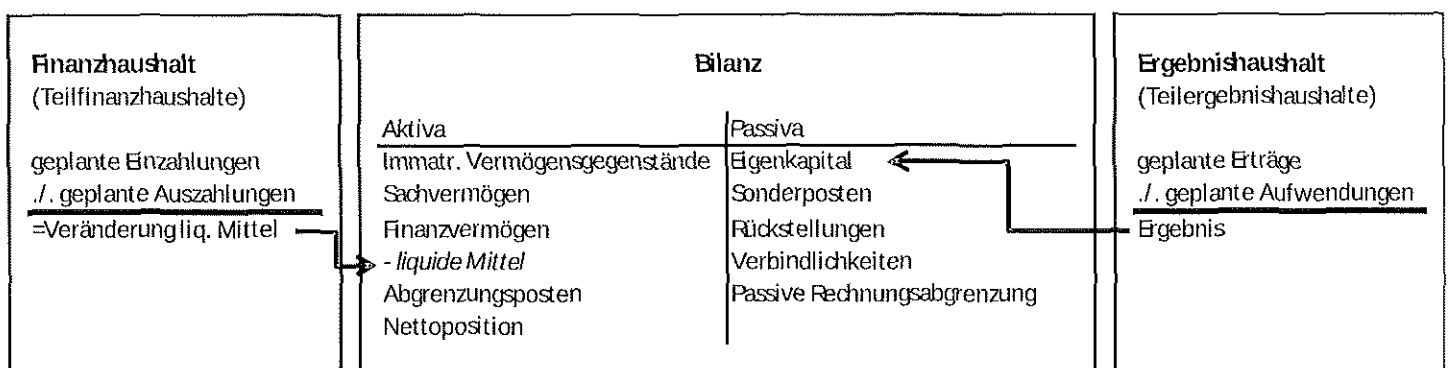 Finanzhaushalt
(Teilfinanzhaushalte)
geplante Einzahlungen
./. geplante Auszahlungen
=Veränderung liq. Mittel
Bilanz
Aktiva
Immatr. Vermögensgegenstände
Sachvermögen
Finanzvermögen
- liquide Mittel
Abgrenzungsposten
Nettoposition
Passiva
Eigenkapital
Sonderposten
Rückstellungen
Verbindlichkeiten
Passive Rechnungsabgrenzung
Ergebnishaushalt
(Teilergebnishaushalte)
geplante Erträge
./. geplante Aufwendungen
Ergebnis